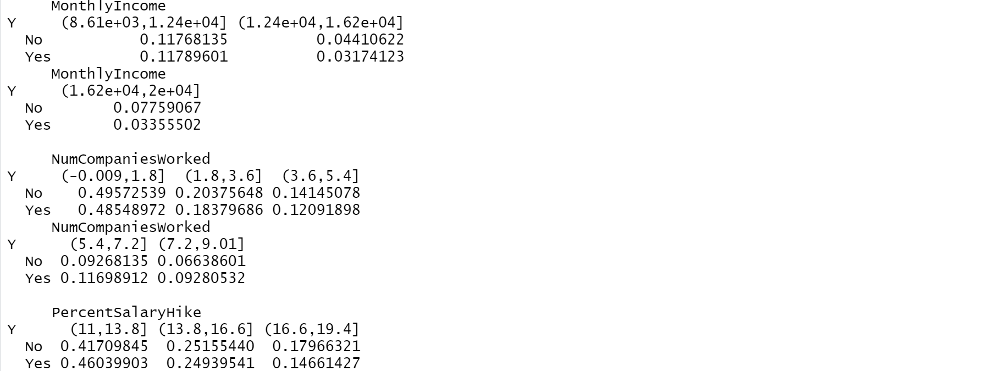 MonthlyIncome
Y (8.61e+03,1.24e+04] (1.24e+04,1.62e+04]
No 0.11768135 0.04410622
Yes 0.11789601 0.03174123
MonthlyIncome
Y (1.62e+04,2e+04]
No 0.07759067
Yes 0.03355502
NumCompaniesWorked
Y (-0.009,1.8] (1.8,3.6] (3.6,5.4]
No 0.49572539 0.20375648 0.14145078
Yes 0.48548972 0.18379686 0.12091898
NumCompaniesWorked
Y (5.4,7.2] (7.2,9.01]
No 0.09268135 0.06638601
Yes 0.11698912 0.09280532
PercentSalaryHike
Y (11,13.8] (13.8,16.6] (16.6,19.4]
No 0.41709845 0.25155440 0.17966321
Yes 0.46039903 0.24939541 0.14661427